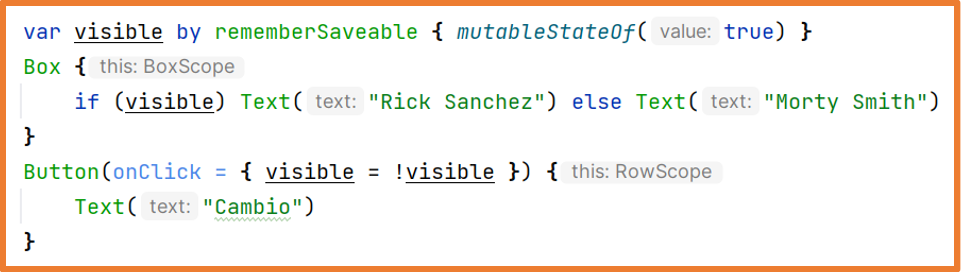 var visible by rememberSaveable { mutableStateOf( value: true) }
Box { this: BoxScope
    if (visible) Text( text: "Rick Sanchez") else Text( text: "Morty Smith")
}
Button(onClick = { visible = !visible }) { this: RowScope
    Text( text: "Cambio")
}